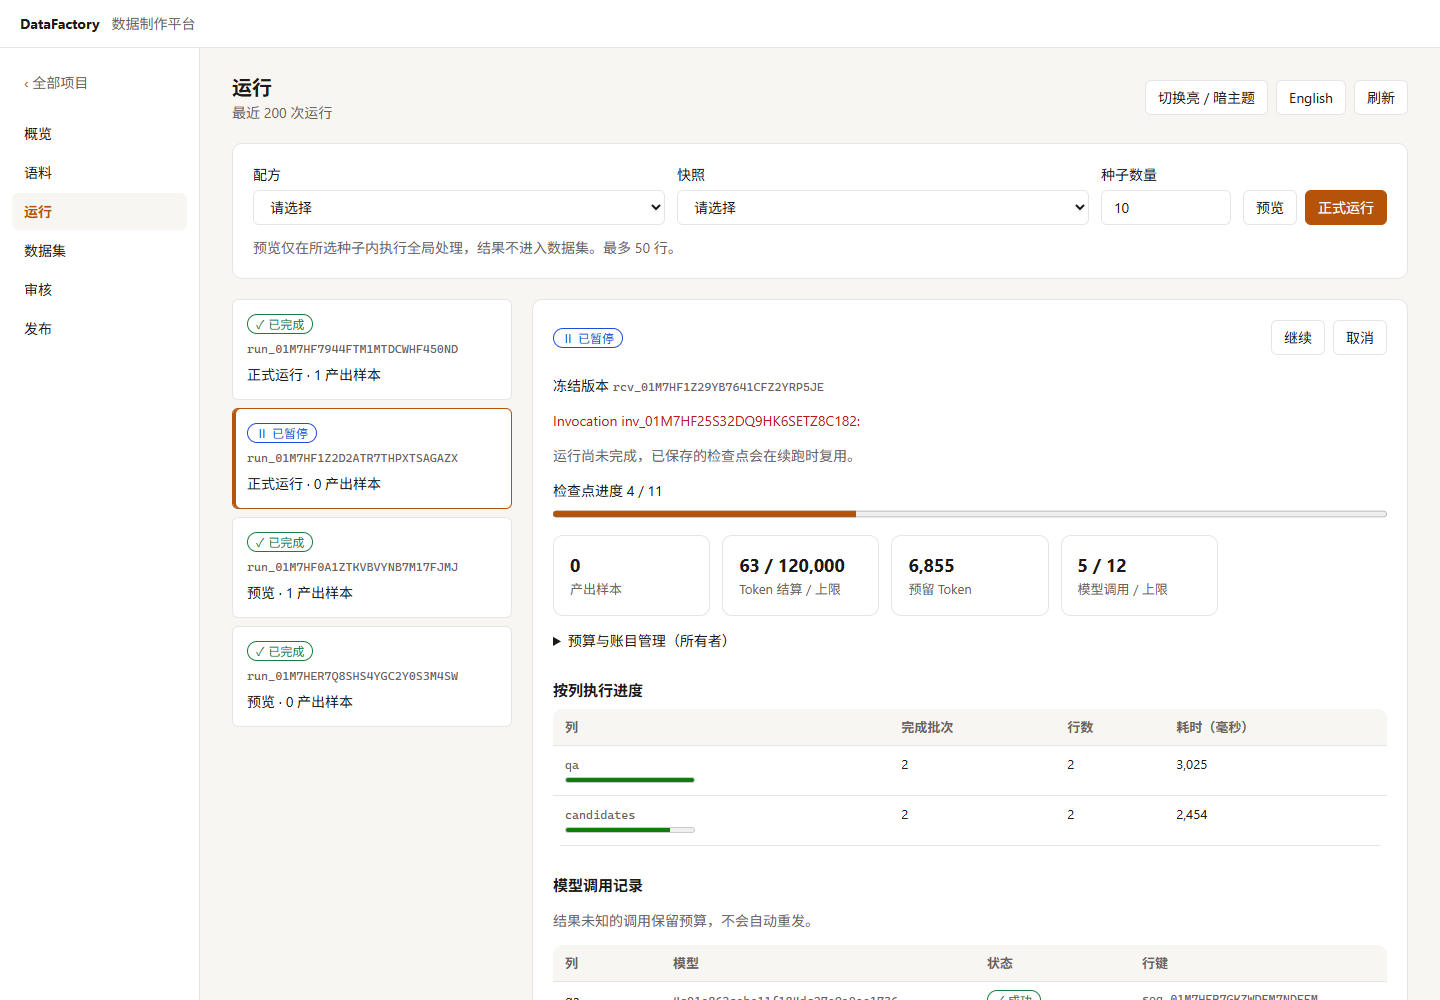 DataFactory 数据制作平台
‹ 全部项目
概览
语料
运行
数据集
审核
发布
运行
最近 200 次运行
切换亮 / 暗主题
English
刷新
配方
快照
种子数量
请选择
请选择
10
预览
正式运行
预览仅在所选种子内执行全局处理，结果不进入数据集。最多 50 行。
✓ 已完成
run_01M7HF7944FTM1MTDCWHF450ND
正式运行 · 1 产出样本
⏸ 已暂停
run_01M7HF1Z2D2ATR7THPXTSAGAZX
正式运行 · 0 产出样本
✓ 已完成
run_01M7HF0A1ZTKVBVYNB7M17FJMJ
预览 · 1 产出样本
✓ 已完成
run_01M7HER7Q8SHS4YGC2Y0S3M4SW
预览 · 0 产出样本
⏸ 已暂停
继续
取消
冻结版本 rcv_01M7HF1Z29YB7641CFZ2YRP5JE
Invocation inv_01M7HF25S32DQ9HK6SETZ8C182:
运行尚未完成，已保存的检查点会在续跑时复用。
检查点进度 4 / 11
0
产出样本
63 / 120,000
Token 结算 / 上限
6,855
预留 Token
5 / 12
模型调用 / 上限
▶ 预算与账目管理（所有者）
按列执行进度
列 完成批次 行数 耗时（毫秒）
qa 2 2 3,025
candidates 2 2 2,454
模型调用记录
结果未知的调用保留预算，不会自动重发。
列 模型 状态 行键